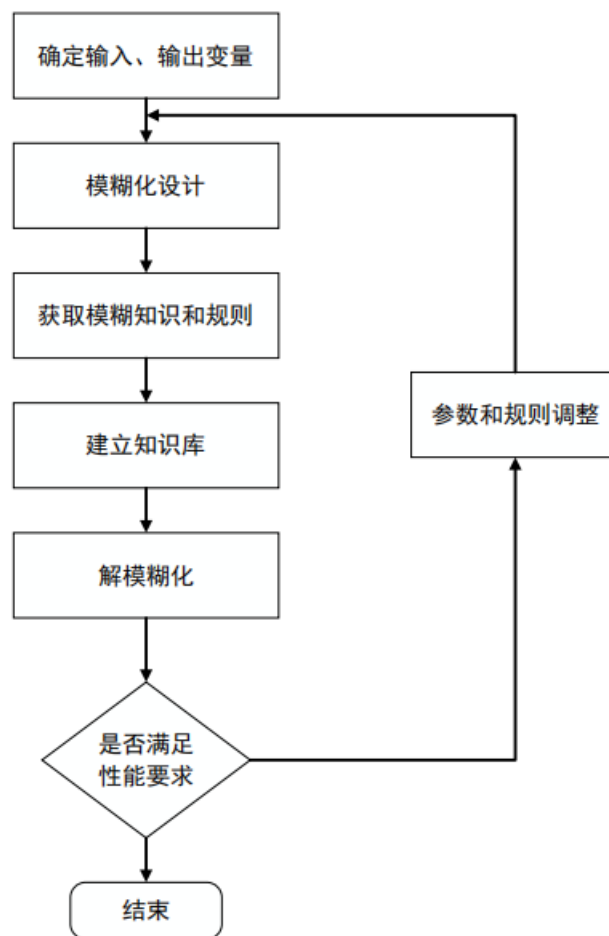 确定输入、输出变量
模糊化设计
获取模糊知识和规则
建立知识库
参数和规则调整
解模糊化
是否满足
性能要求
结束